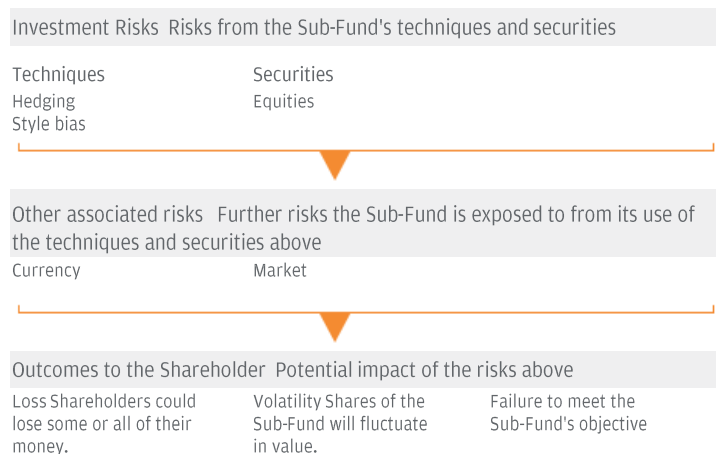 Investment Risks Risks from the Sub-Fund's techniques and securities
Techniques Securities
Hedging Equities
Style bias
Other associated risks Further risks the Sub-Fund is exposed to from its use of
the techniques and securities above
Currency Market
Outcomes to the Shareholder Potential impact of the risks above
Loss Shareholders could
lose some or all of their
money.
Volatility Shares of the
Sub-Fund will fluctuate
in value.
Failure to meet the
Sub-Fund's objective